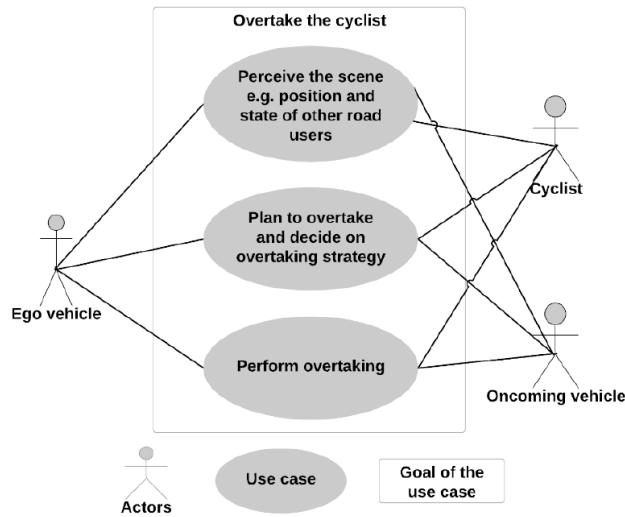 Overtake the cyclist
Perceive the scene
e.g. position and
state of other road
users
Cyclist
Plan to overtake
and decide on
overtaking strategy
Ego vehicle
Perform overtaking
Oncoming vehicle
Actors
Use case
Goal of the
use case